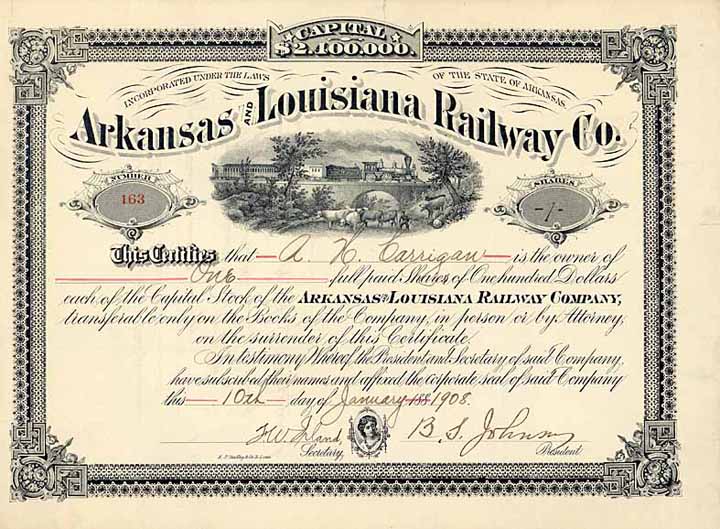 CAPITAL
$2.400.000.
INCORPORATED UNDER THE LAWS OF THE STATE OF ARKANSAS.
Arkansas AND Louisiana Railway Co.
NUMBER
163
SHARES
-1-
This Certifies that A. H. Carrigan is the owner of
One full paid Shares of One hundred Dollars
each of the Capital Stock of the ARKANSAS AND LOUISIANA RAILWAY COMPANY,
transferable only on the Books of the Company, in person or by Attorney,
on the surrender of this Certificate.
In testimony Whereof, the President and Secretary of said Company,
have subscribed their names and affixed the corporate seal of said Company
this 10th day of January 188 1908.
B. S. Johnson
Secretary,
President